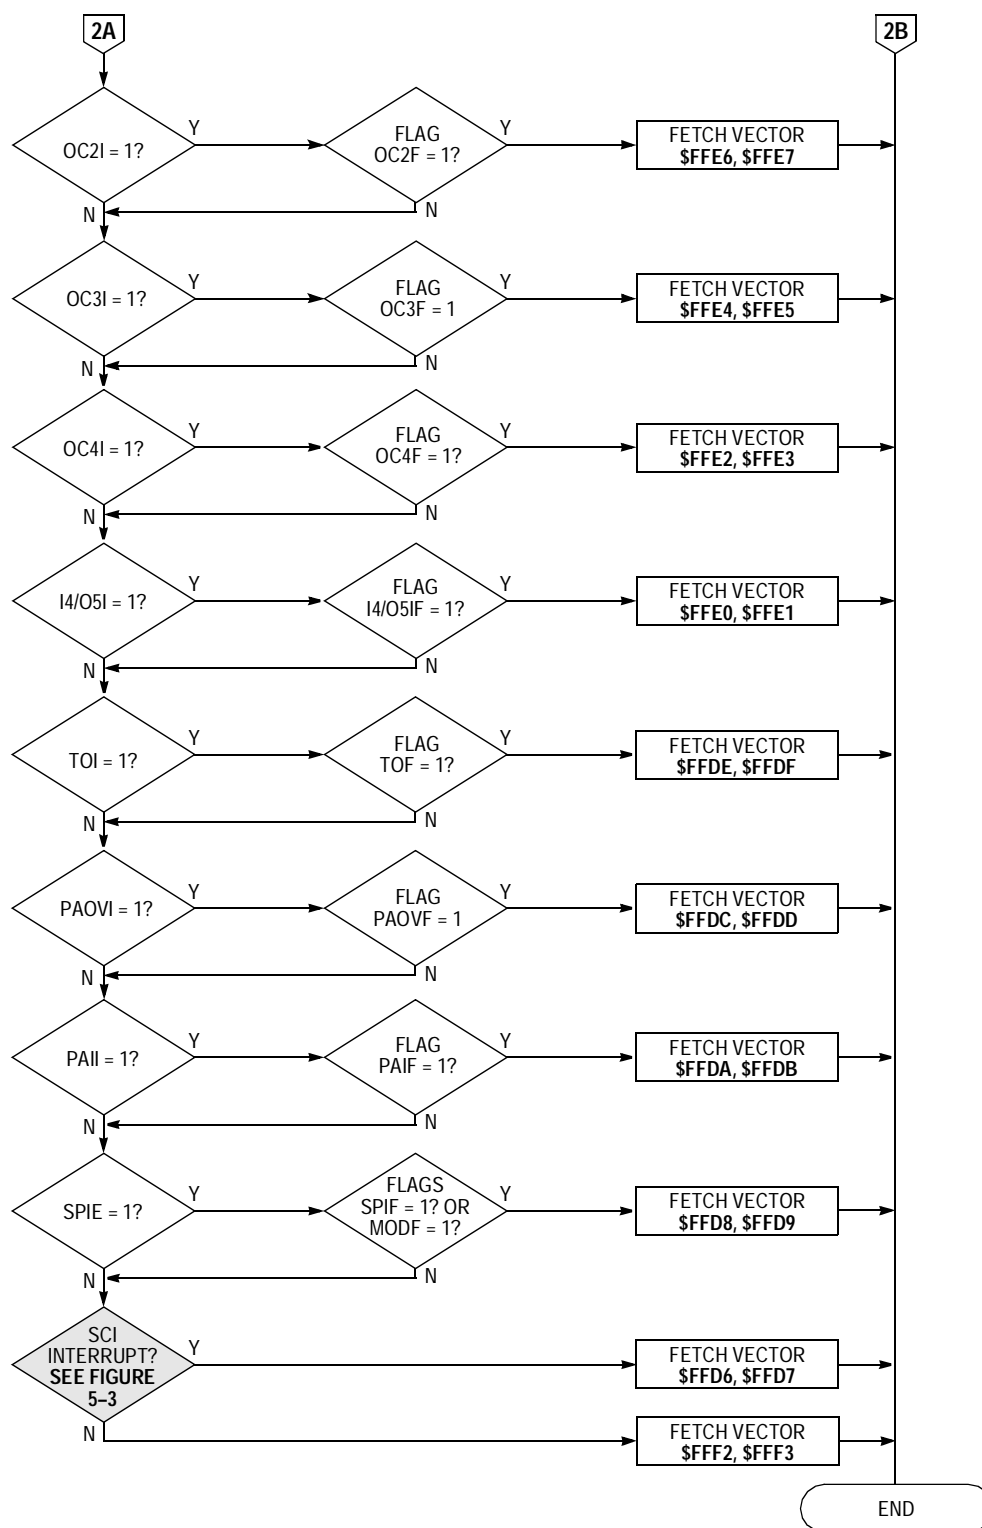 2A
2B
OC2I = 1?
Y
FLAG
OC2F = 1?
Y
FETCH VECTOR
$FFE6, $FFE7
N
N
OC3I = 1?
Y
FLAG
OC3F = 1
Y
FETCH VECTOR
$FFE4, $FFE5
N
N
OC4I = 1?
Y
FLAG
OC4F = 1?
Y
FETCH VECTOR
$FFE2, $FFE3
N
N
I4/O5I = 1?
Y
FLAG
I4/O5IF = 1?
Y
FETCH VECTOR
$FFE0, $FFE1
N
N
TOI = 1?
Y
FLAG
TOF = 1?
Y
FETCH VECTOR
$FFDE, $FFDF
N
N
PAOVI = 1?
Y
FLAG
PAOVF = 1
Y
FETCH VECTOR
$FFDC, $FFDD
N
N
PAII = 1?
Y
FLAG
PAIF = 1?
Y
FETCH VECTOR
$FFDA, $FFDB
N
N
SPIE = 1?
Y
FLAGS
SPIF = 1? OR
MODF = 1?
Y
FETCH VECTOR
$FFD8, $FFD9
N
N
SCI
INTERRUPT?
SEE FIGURE
5–3
Y
FETCH VECTOR
$FFD6, $FFD7
N
FETCH VECTOR
$FFF2, $FFF3
END